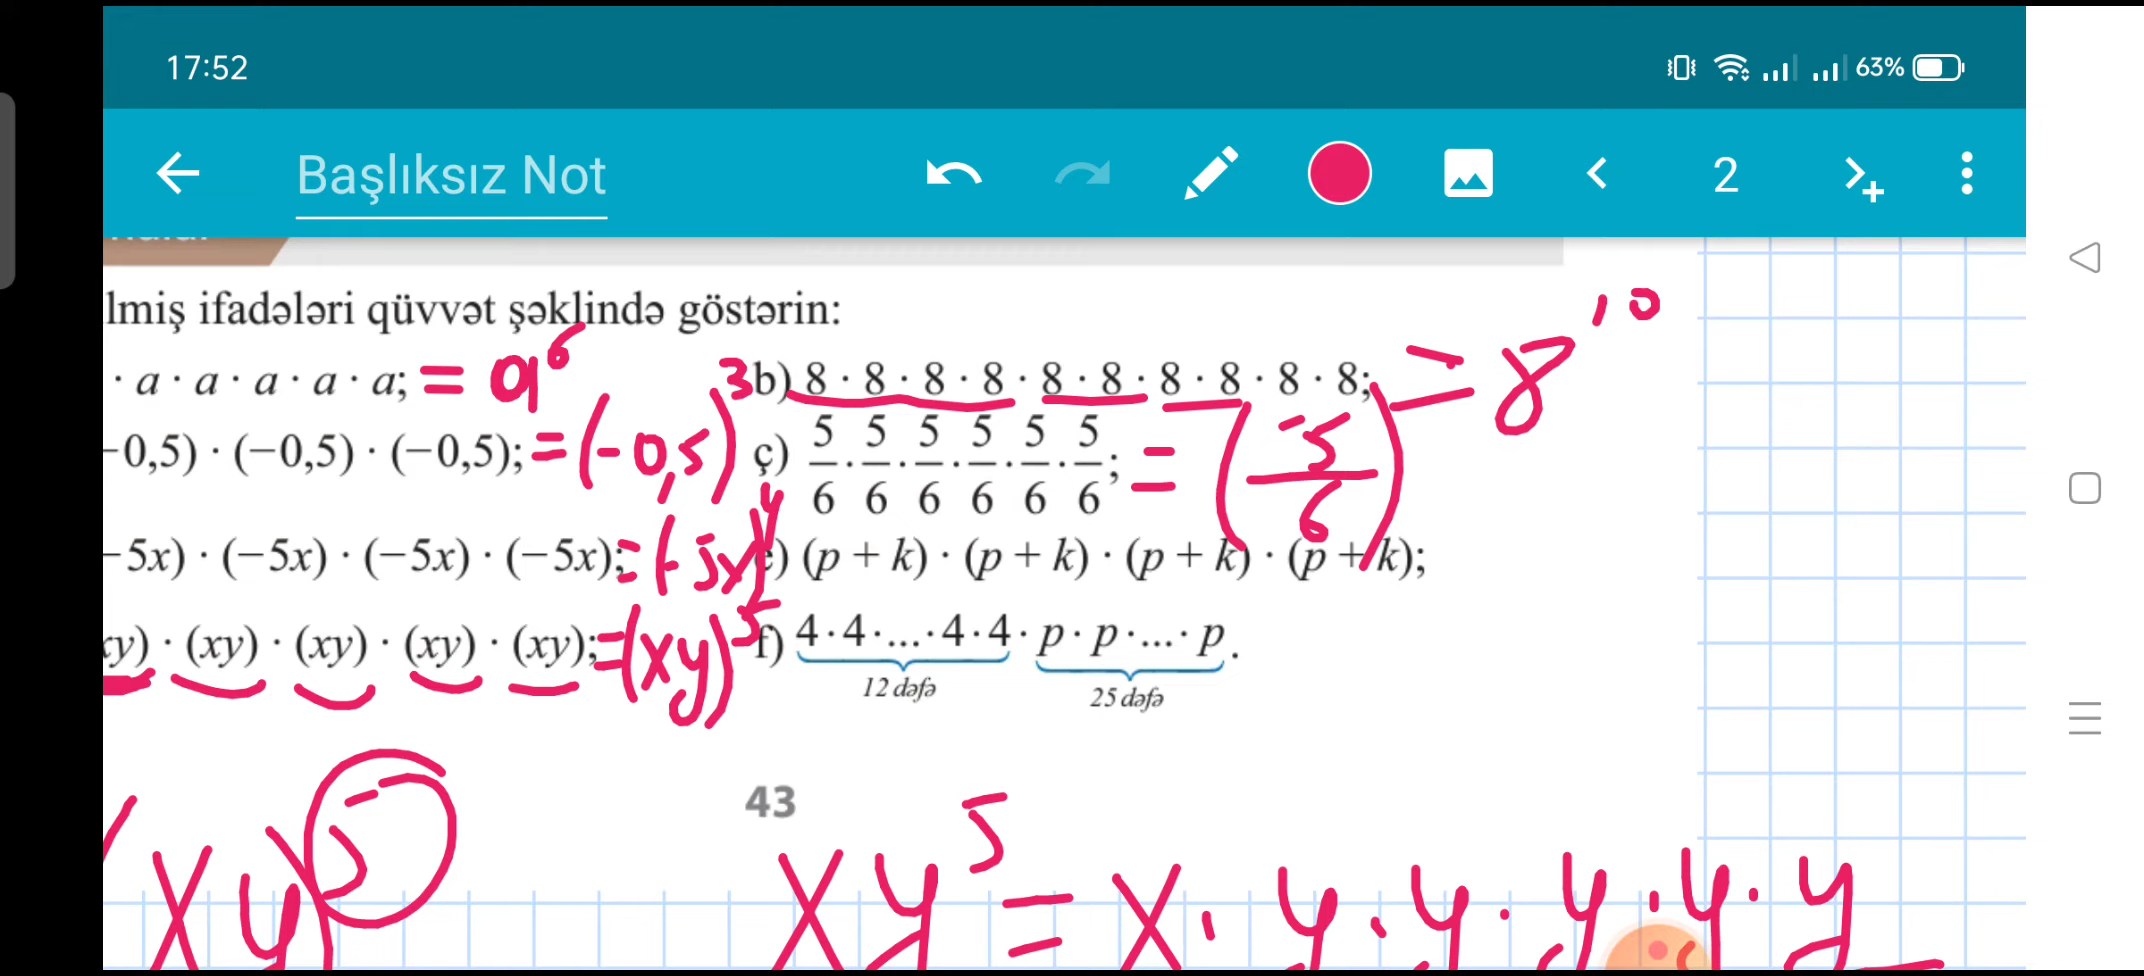 17:52 63%
Başlıksız Not 2
lmiş ifadələri qüvvət şəklində göstərin:
· a · a · a · a · a; = a⁶ b) 8 · 8 · 8 · 8 · 8 · 8 · 8 · 8 · 8 · 8; = 8¹⁰
−0,5) · (−0,5) · (−0,5); = (−0,5)³ ç) 5/6 · 5/6 · 5/6 · 5/6 · 5/6 · 5/6; = (5/6)
−5x) · (−5x) · (−5x) · (−5x); = (−5x)⁴ e) (p + k) · (p + k) · (p + k) · (p + k);
xy) · (xy) · (xy) · (xy) · (xy); = (xy)⁵ f) 4 · 4 · ... · 4 · 4 · p · p · ... · p.
12 dəfə 25 dəfə
43
(xy)⁵ xy⁵ = x · y · y · y · y · y